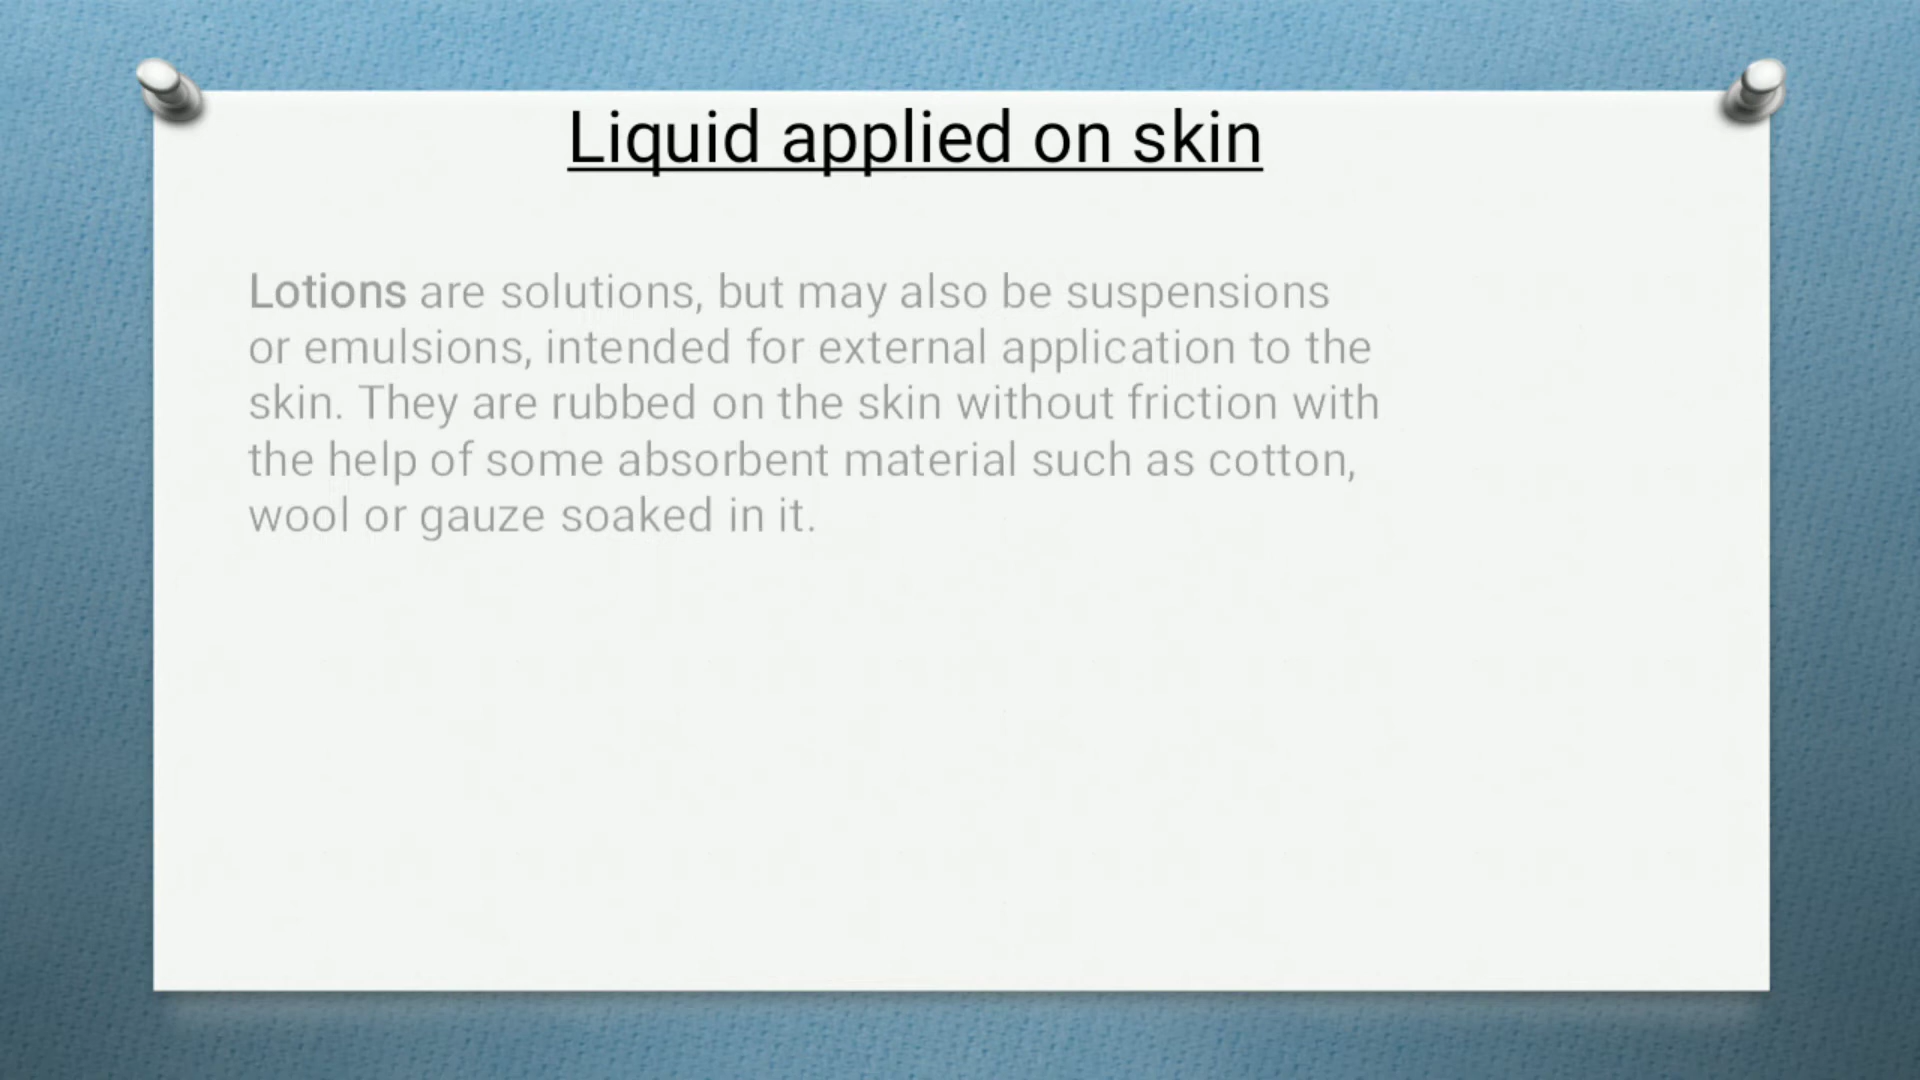 Liquid applied on skin
Lotions are solutions, but may also be suspensions
or emulsions, intended for external application to the
skin. They are rubbed on the skin without friction with
the help of some absorbent material such as cotton,
wool or gauze soaked in it.